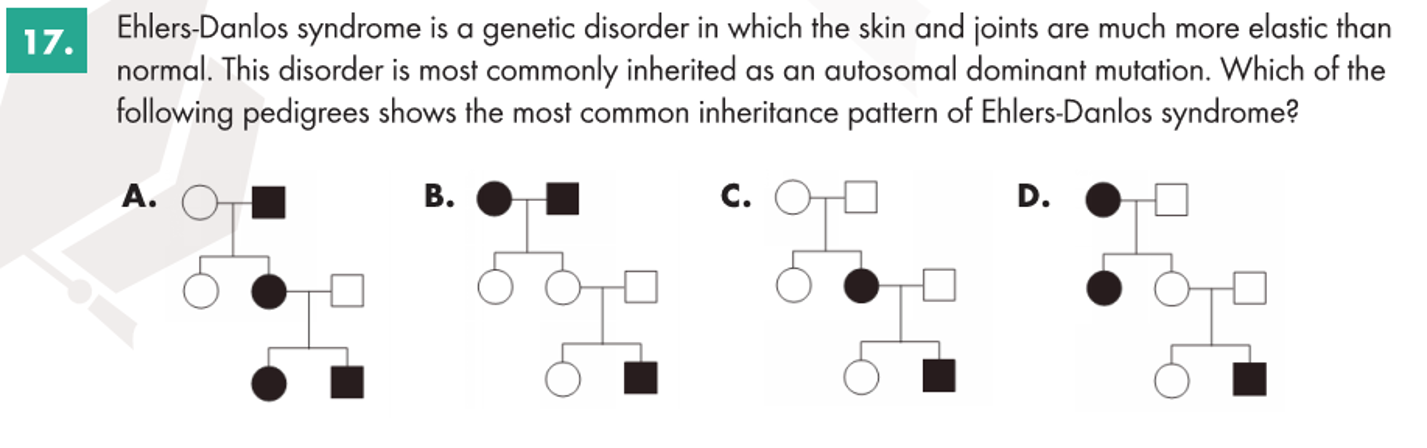 17. Ehlers-Danlos syndrome is a genetic disorder in which the skin and joints are much more elastic than
normal. This disorder is most commonly inherited as an autosomal dominant mutation. Which of the
following pedigrees shows the most common inheritance pattern of Ehlers-Danlos syndrome?
A. B. C. D.